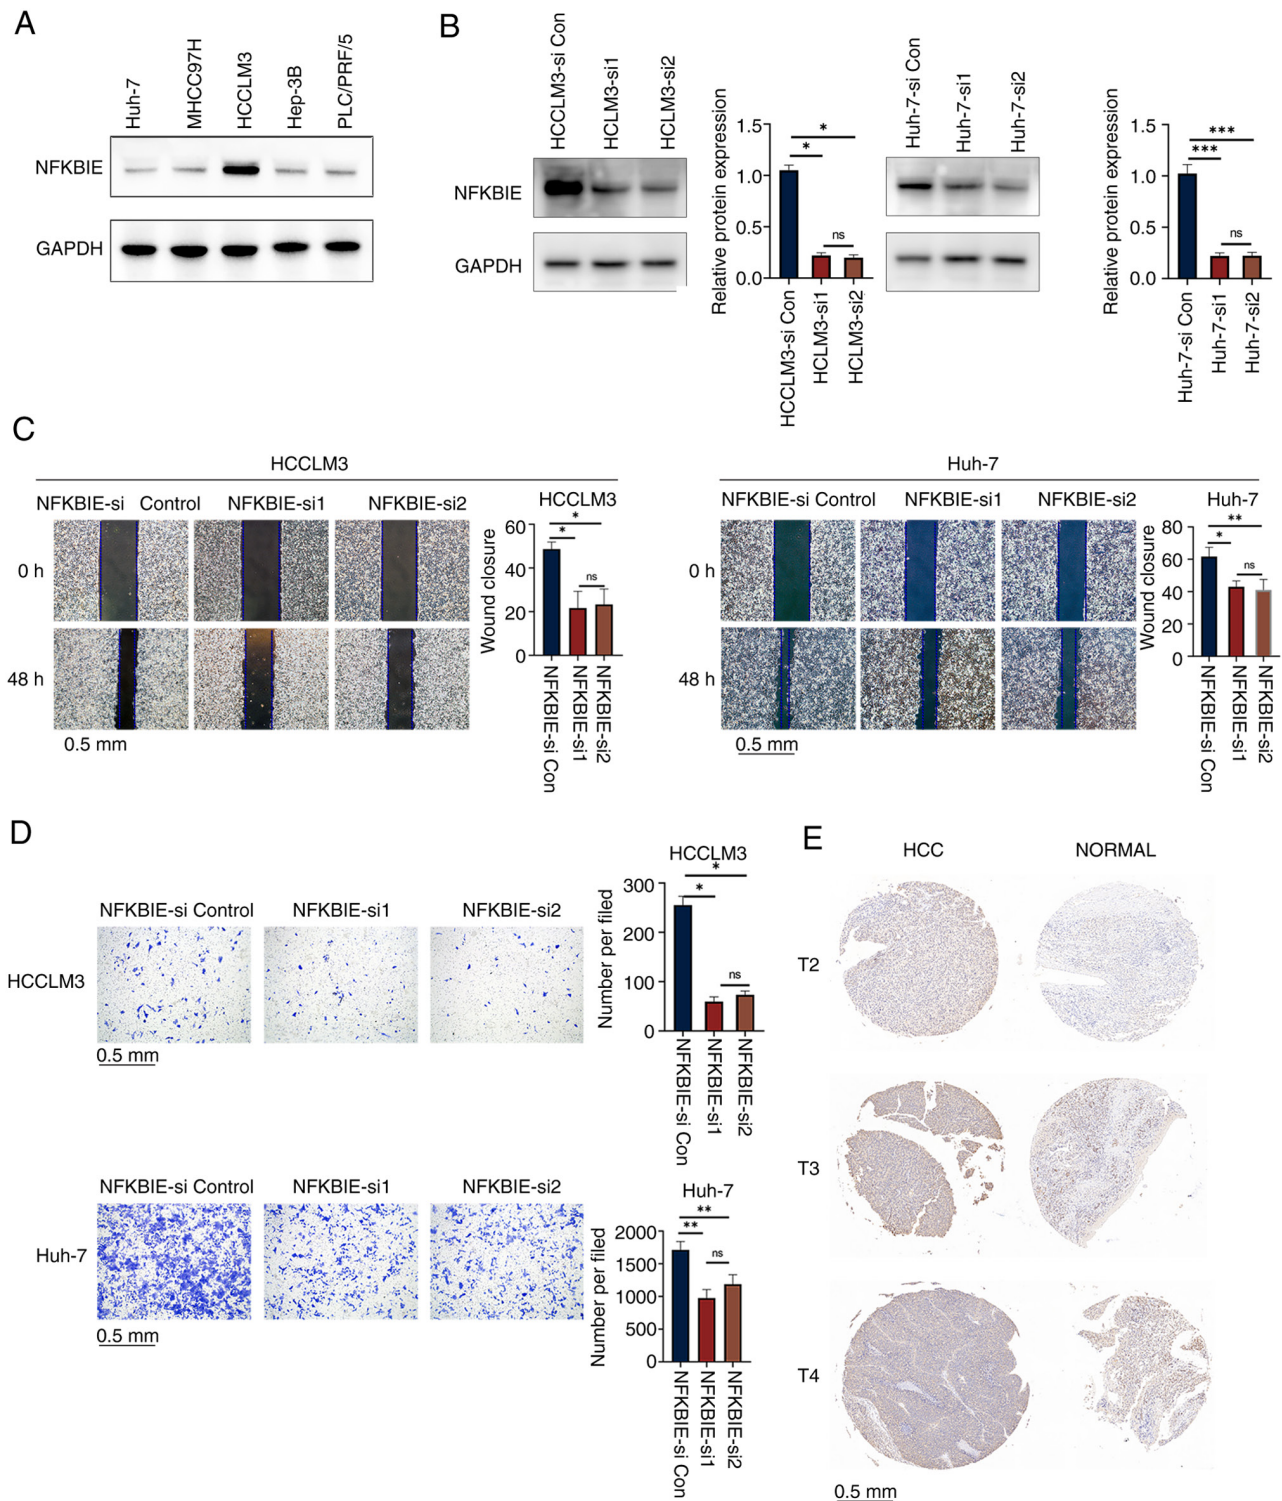 A
Huh-7
MHCC97H
HCCLM3
Hep-3B
PLC/PRF/5
NFKBIE
GAPDH
B
HCCLM3-si Con
HCLM3-si1
HCLM3-si2
NFKBIE
GAPDH
Relative protein expression
1.5
1.0
0.5
0.0
*
*
ns
HCCLM3-si Con
HCLM3-si1
HCLM3-si2
Huh-7-si Con
Huh-7-si1
Huh-7-si2
Relative protein expression
1.5
1.0
0.5
0.0
***
***
ns
Huh-7-si Con
Huh-7-si1
Huh-7-si2
C
HCCLM3
NFKBIE-si Control
NFKBIE-si1
NFKBIE-si2
0 h
48 h
0.5 mm
HCCLM3
Wound closure
60
40
20
0
*
*
ns
NFKBIE-si Con
NFKBIE-si1
NFKBIE-si2
Huh-7
NFKBIE-si Control
NFKBIE-si1
NFKBIE-si2
0 h
48 h
0.5 mm
Huh-7
Wound closure
80
60
40
20
0
**
*
ns
NFKBIE-si Con
NFKBIE-si1
NFKBIE-si2
D
NFKBIE-si Control
NFKBIE-si1
NFKBIE-si2
HCCLM3
0.5 mm
HCCLM3
Number per filed
300
200
100
0
*
*
ns
NFKBIE-si Con
NFKBIE-si1
NFKBIE-si2
NFKBIE-si Control
NFKBIE-si1
NFKBIE-si2
Huh-7
0.5 mm
Huh-7
Number per filed
2000
1500
1000
500
0
**
**
ns
NFKBIE-si Con
NFKBIE-si1
NFKBIE-si2
E
HCC
NORMAL
T2
T3
T4
0.5 mm